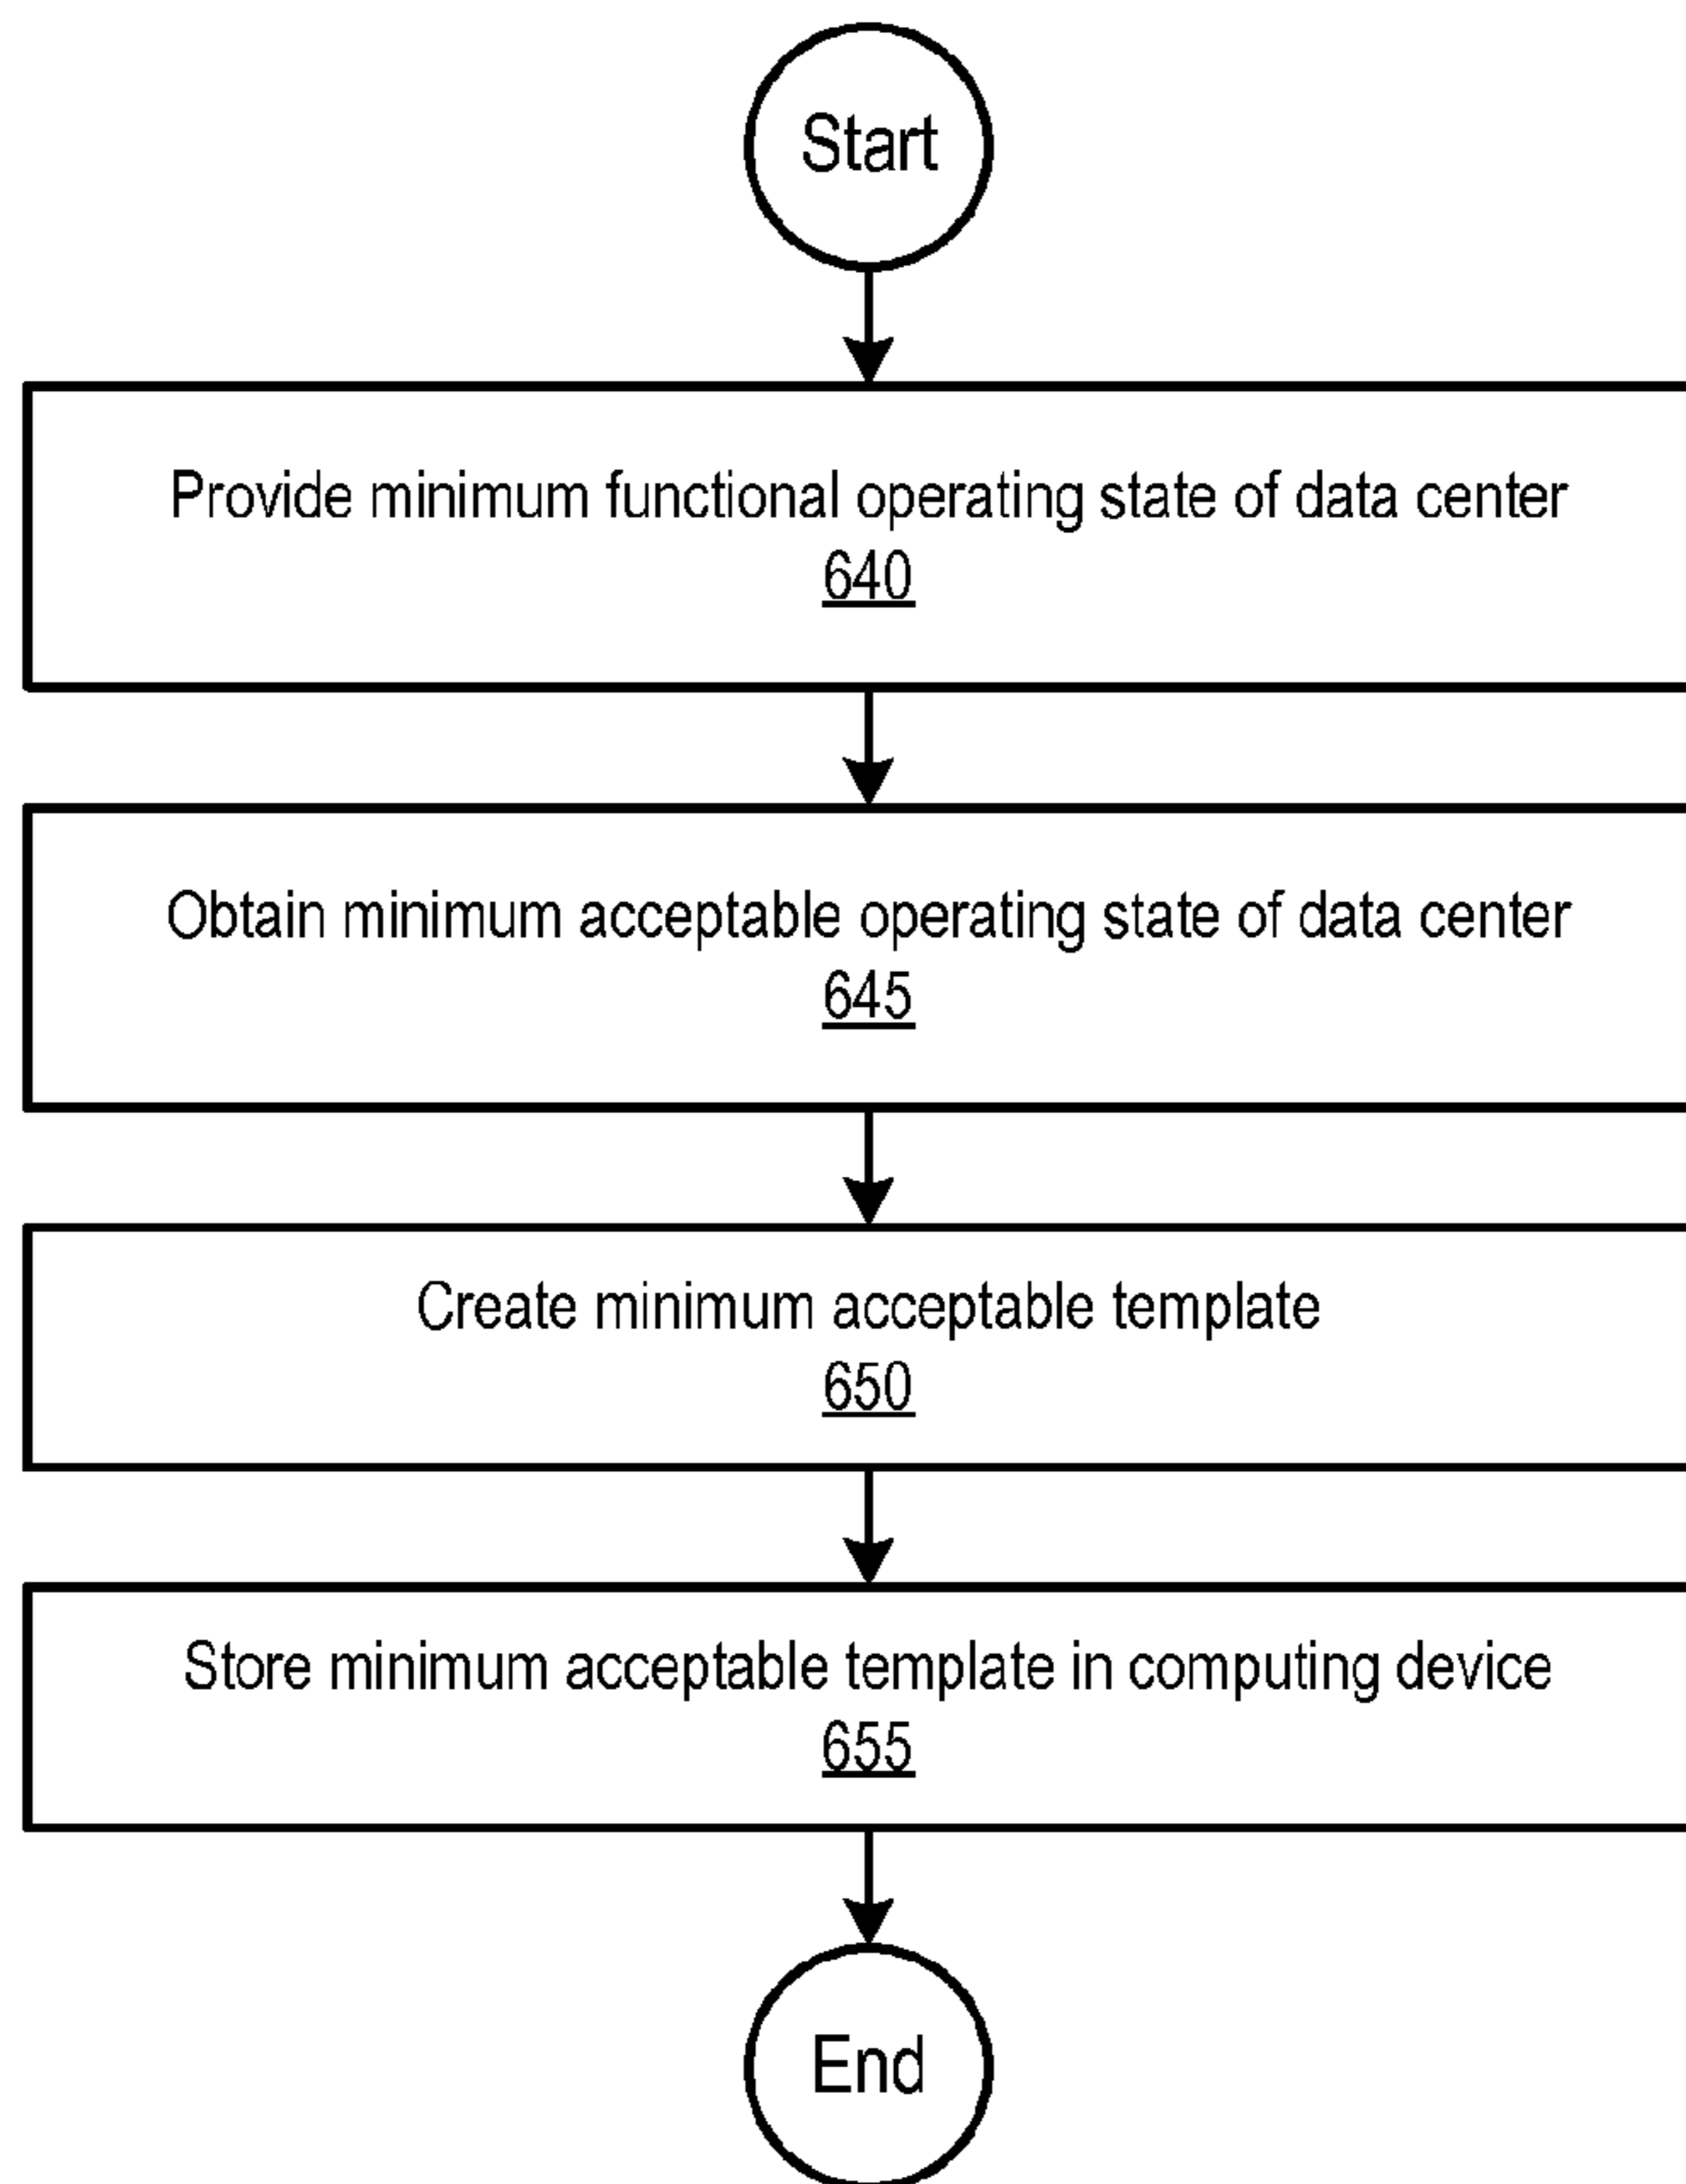 Start
Provide minimum functional operating state of data center
640
Obtain minimum acceptable operating state of data center
645
Create minimum acceptable template
650
Store minimum acceptable template in computing device
655
End